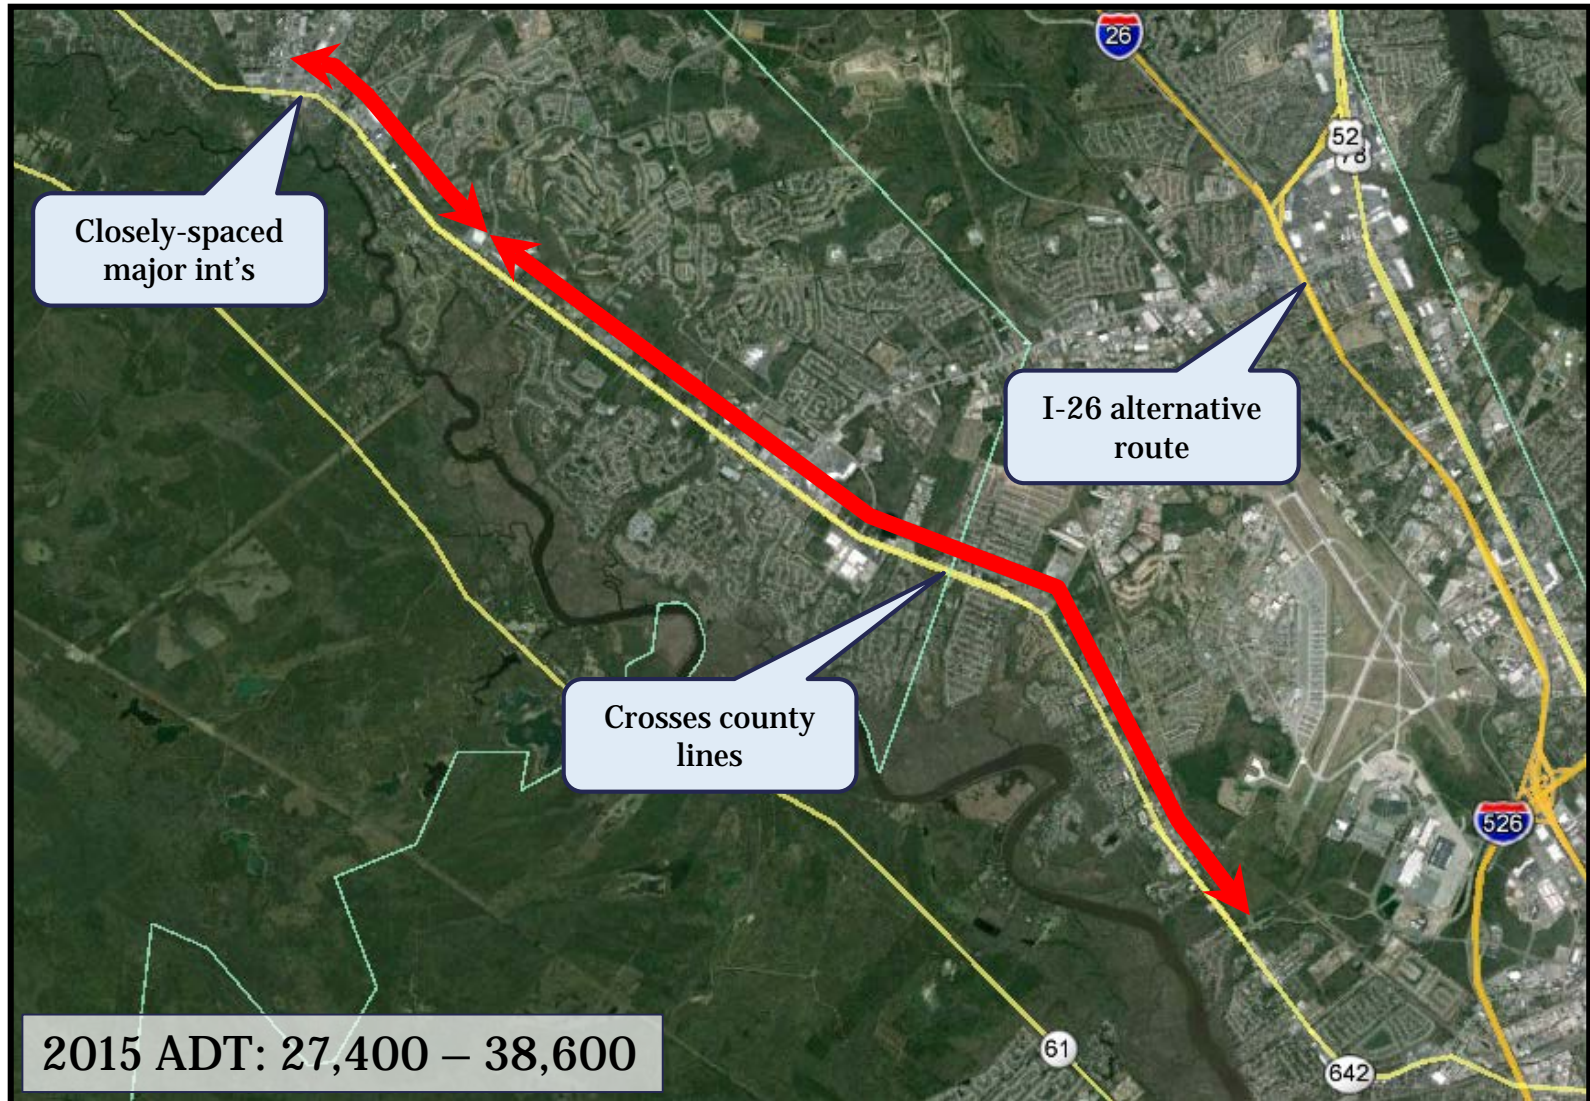 26
52
78
Closely-spaced
major int's
I-26 alternative
route
Crosses county
lines
526
2015 ADT: 27,400 – 38,600
61
642